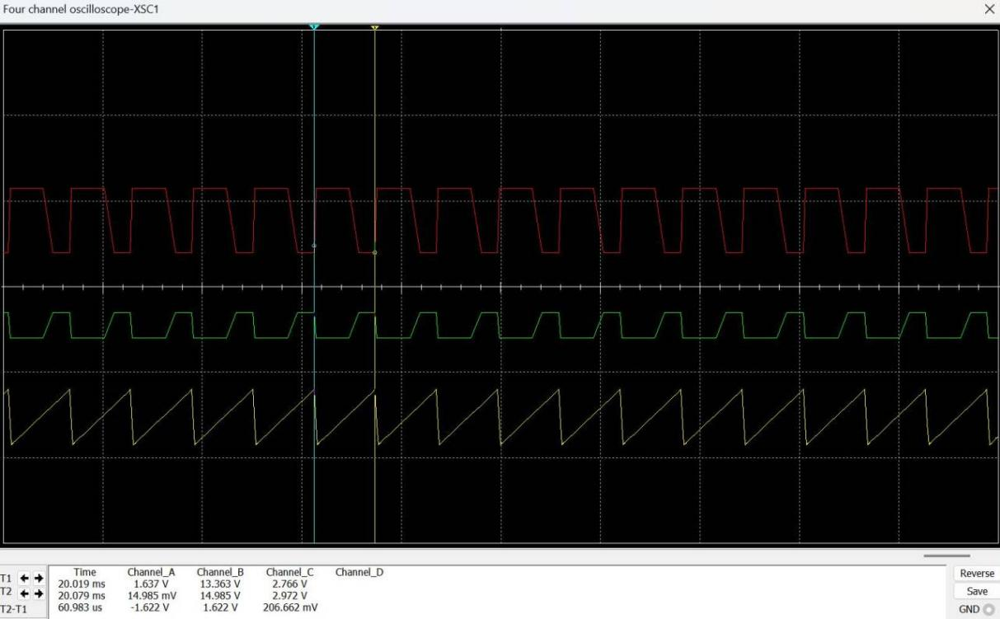 Four channel oscilloscope-XSC1
Time Channel_A Channel_B Channel_C Channel_D
T1 20.019 ms 1.637 V 13.363 V 2.766 V
T2 20.079 ms 14.985 mV 14.985 V 2.972 V
T2-T1 60.983 us -1.622 V 1.622 V 206.662 mV
Reverse
Save
GND